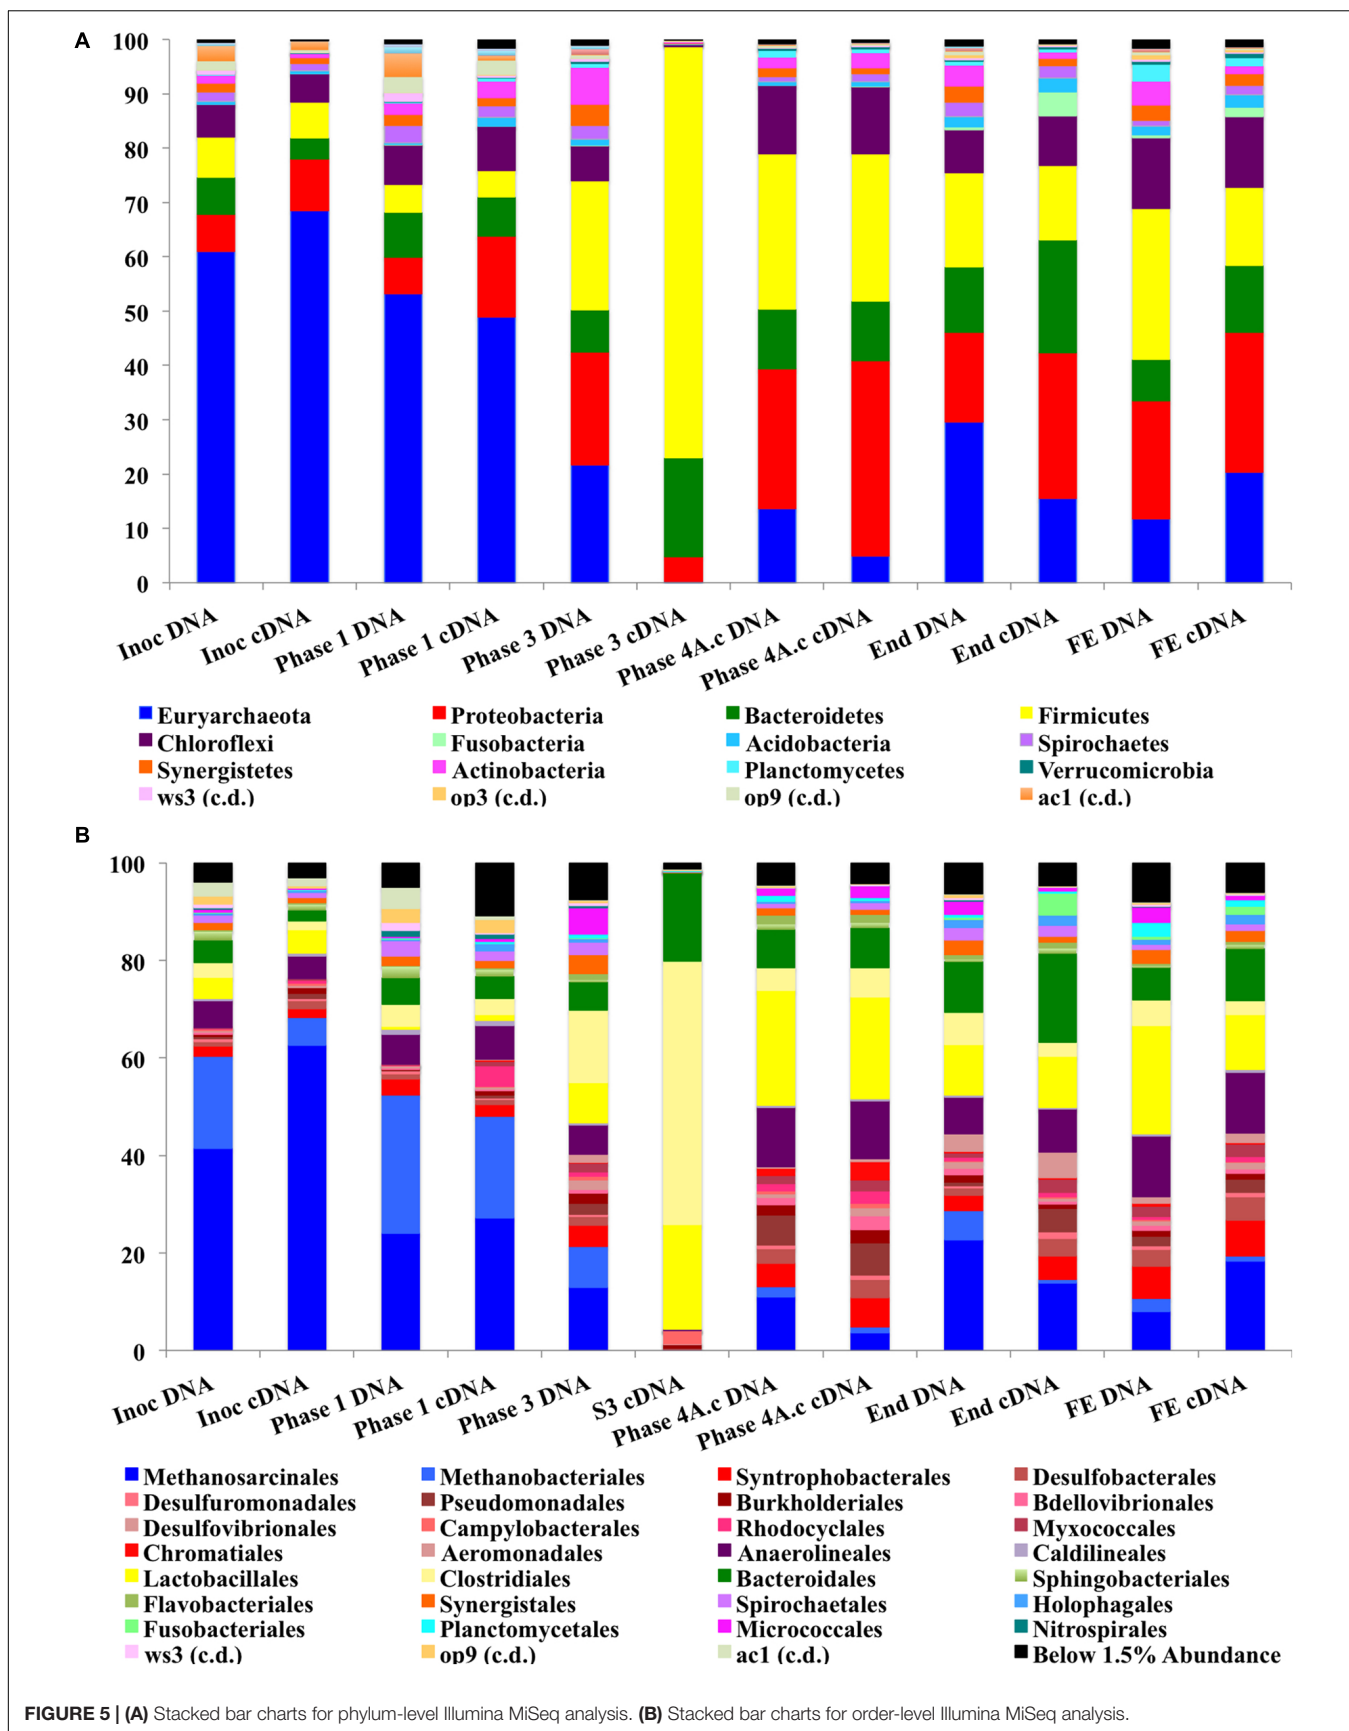 A
100
90
80
70
60
50
40
30
20
10
0
Inoc DNA
Inoc cDNA
Phase 1 DNA
Phase 1 cDNA
Phase 3 DNA
Phase 3 cDNA
Phase 4A.c DNA
Phase 4A.c cDNA
End DNA
End cDNA
FE DNA
FE cDNA
Euryarchaeota Proteobacteria Bacteroidetes Firmicutes
Chloroflexi Fusobacteria Acidobacteria Spirochaetes
Synergistetes Actinobacteria Planctomycetes Verrucomicrobia
ws3 (c.d.) op3 (c.d.) op9 (c.d.) ac1 (c.d.)
B
100
80
60
40
20
0
Inoc DNA
Inoc cDNA
Phase 1 DNA
Phase 1 cDNA
Phase 3 DNA
S3 cDNA
Phase 4A.c DNA
Phase 4A.c cDNA
End DNA
End cDNA
FE DNA
FE cDNA
Methanosarcinales Methanobacteriales Syntrophobacterales Desulfobacterales
Desulfuromonadales Pseudomonadales Burkholderiales Bdellovibrionales
Desulfovibrionales Campylobacterales Rhodocyclales Myxococcales
Chromatiales Aeromonadales Anaerolineales Caldilineales
Lactobacillales Clostridiales Bacteroidales Sphingobacteriales
Flavobacteriales Synergistales Spirochaetales Holophagales
Fusobacteriales Planctomycetales Micrococcales Nitrospirales
ws3 (c.d.) op9 (c.d.) ac1 (c.d.) Below 1.5% Abundance
FIGURE 5 | (A) Stacked bar charts for phylum-level Illumina MiSeq analysis. (B) Stacked bar charts for order-level Illumina MiSeq analysis.